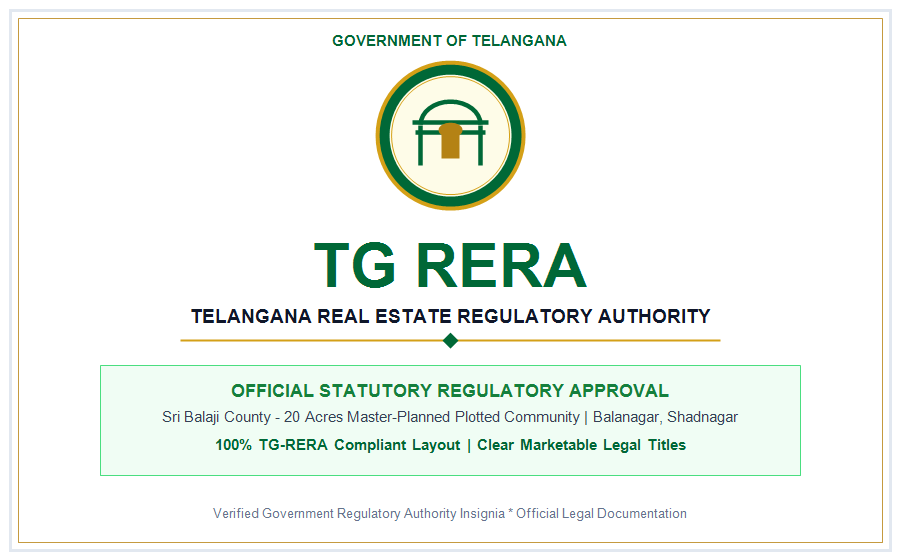 GOVERNMENT OF TELANGANA
TG RERA
TELANGANA REAL ESTATE REGULATORY AUTHORITY
OFFICIAL STATUTORY REGULATORY APPROVAL
Sri Balaji County - 20 Acres Master-Planned Plotted Community | Balanagar, Shadnagar
100% TG-RERA Compliant Layout | Clear Marketable Legal Titles
Verified Government Regulatory Authority Insignia * Official Legal Documentation